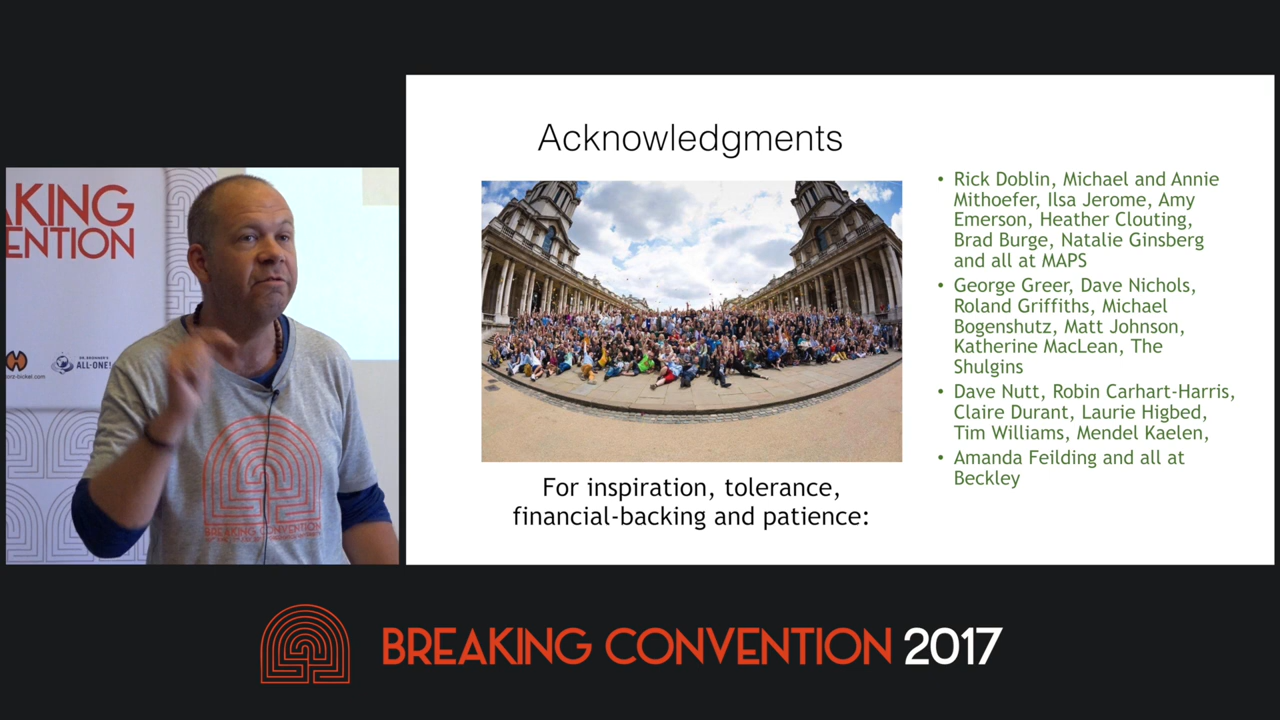 AKING
ENTION
DR. BRONNER'S
ALL-ONE!
BREAKING CONVENTION
Acknowledgments
For inspiration, tolerance,
financial-backing and patience:
• Rick Doblin, Michael and Annie
Mithoefer, Ilsa Jerome, Amy
Emerson, Heather Clouting,
Brad Burge, Natalie Ginsberg
and all at MAPS
• George Greer, Dave Nichols,
Roland Griffiths, Michael
Bogenshutz, Matt Johnson,
Katherine MacLean, The
Shulgins
• Dave Nutt, Robin Carhart-Harris,
Claire Durant, Laurie Higbed,
Tim Williams, Mendel Kaelen,
• Amanda Feilding and all at
Beckley
BREAKING CONVENTION 2017